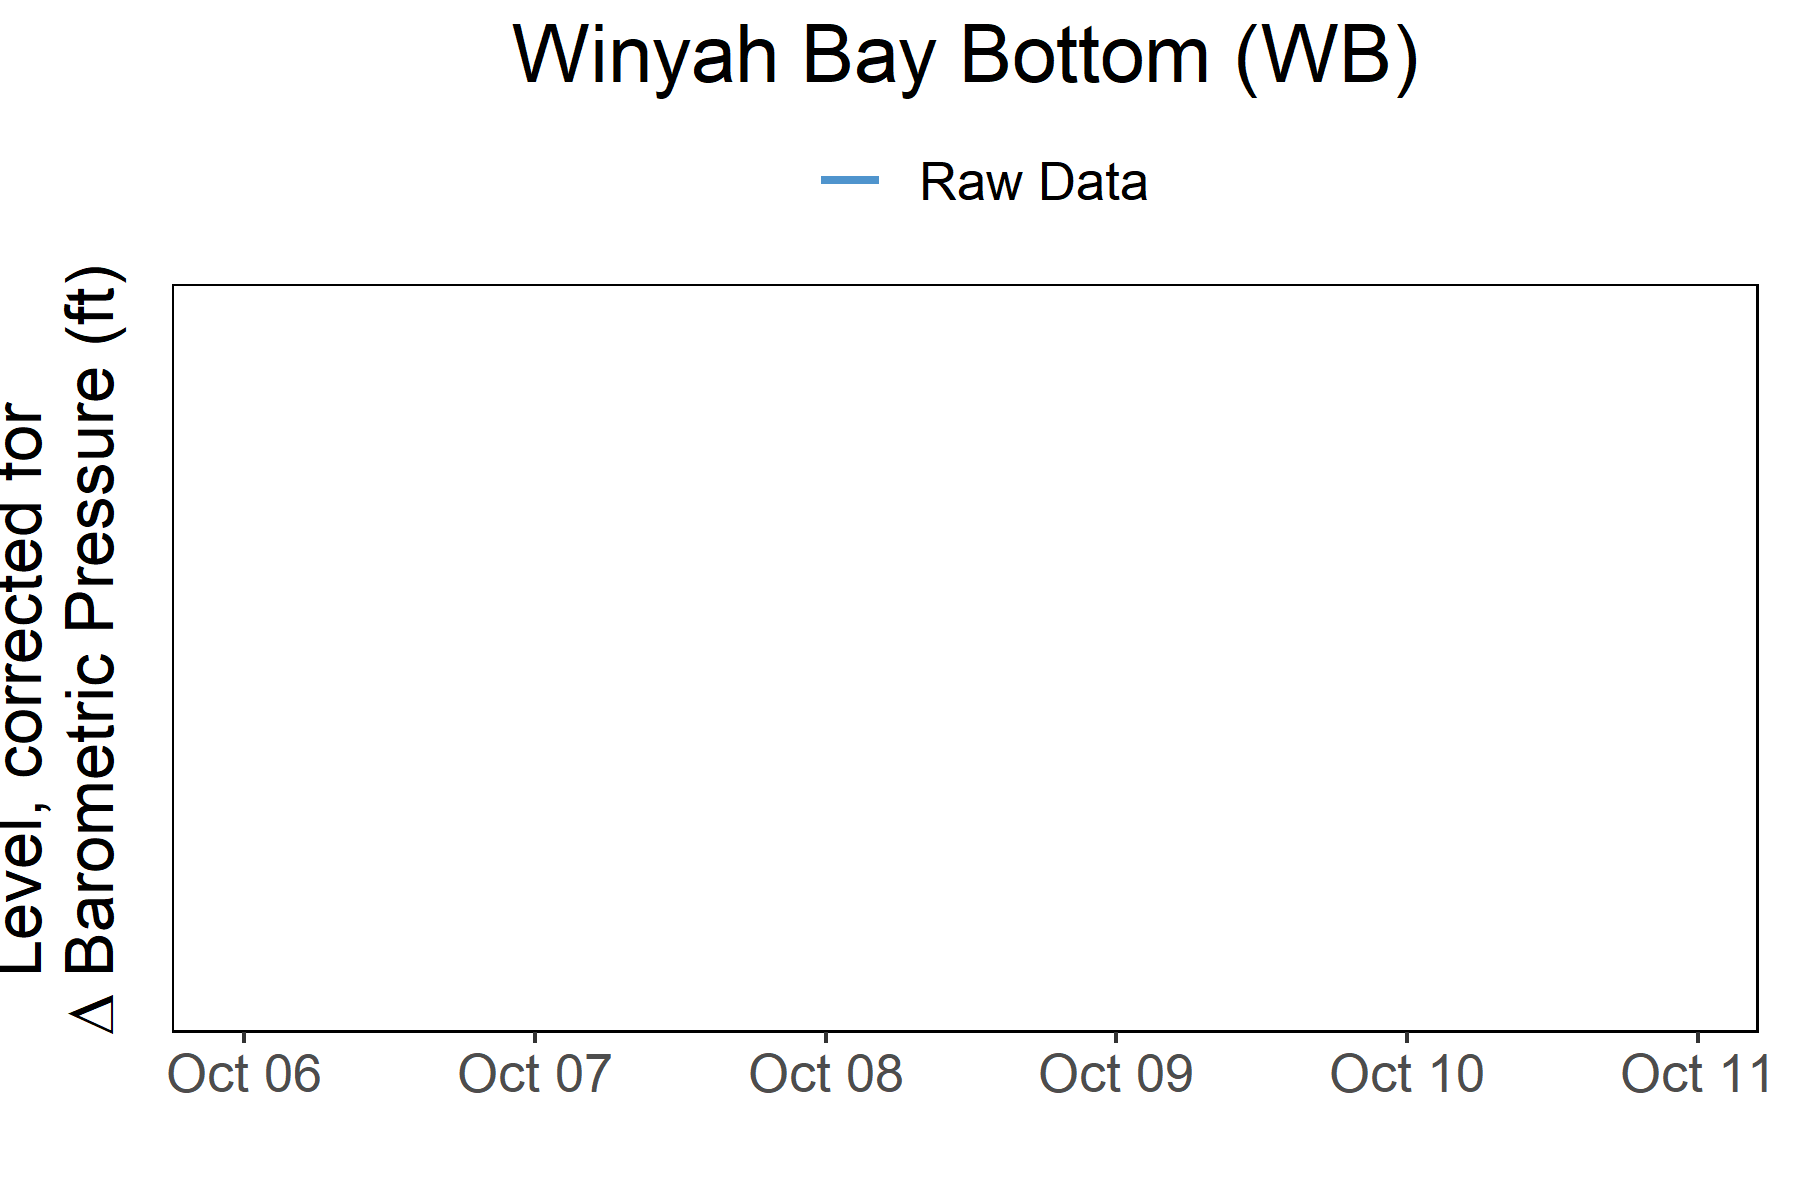 Winyah Bay Bottom (WB)
Raw Data
Level, corrected for
Δ Barometric Pressure (ft)
Oct 06 Oct 07 Oct 08 Oct 09 Oct 10 Oct 11